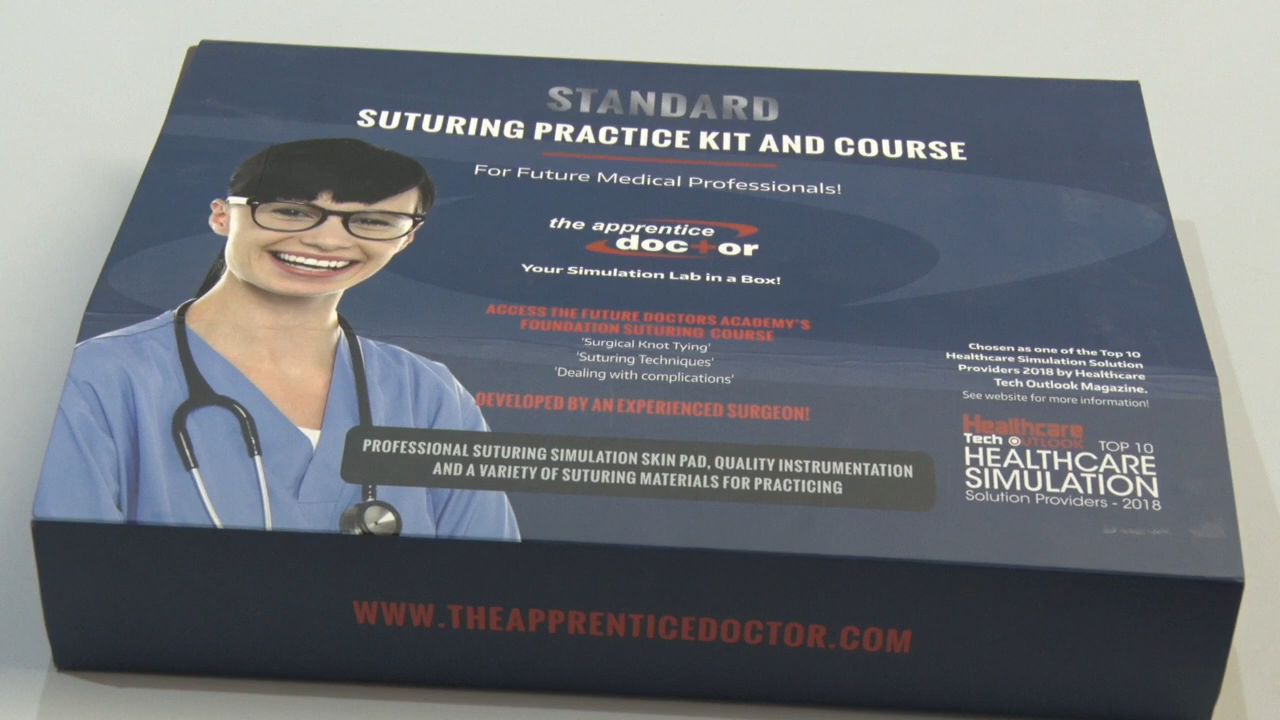 STANDARD
SUTURING PRACTICE KIT AND COURSE
For Future Medical Professionals!
the apprentice
doctor
Your Simulation Lab in a Box!
ACCESS THE FUTURE DOCTORS ACADEMY'S
FOUNDATION SUTURING COURSE
'Surgical Knot Tying'
'Suturing Techniques'
'Dealing with complications'
DEVELOPED BY AN EXPERIENCED SURGEON!
PROFESSIONAL SUTURING SIMULATION SKIN PAD, QUALITY INSTRUMENTATION
AND A VARIETY OF SUTURING MATERIALS FOR PRACTICING
Chosen as one of the Top 10
Healthcare Simulation Solution
Providers 2018 by Healthcare
Tech Outlook Magazine.
See website for more information!
Healthcare
Tech OUTLOOK TOP 10
HEALTHCARE
SIMULATION
Solution Providers - 2018
WWW.THEAPPRENTICEDOCTOR.COM